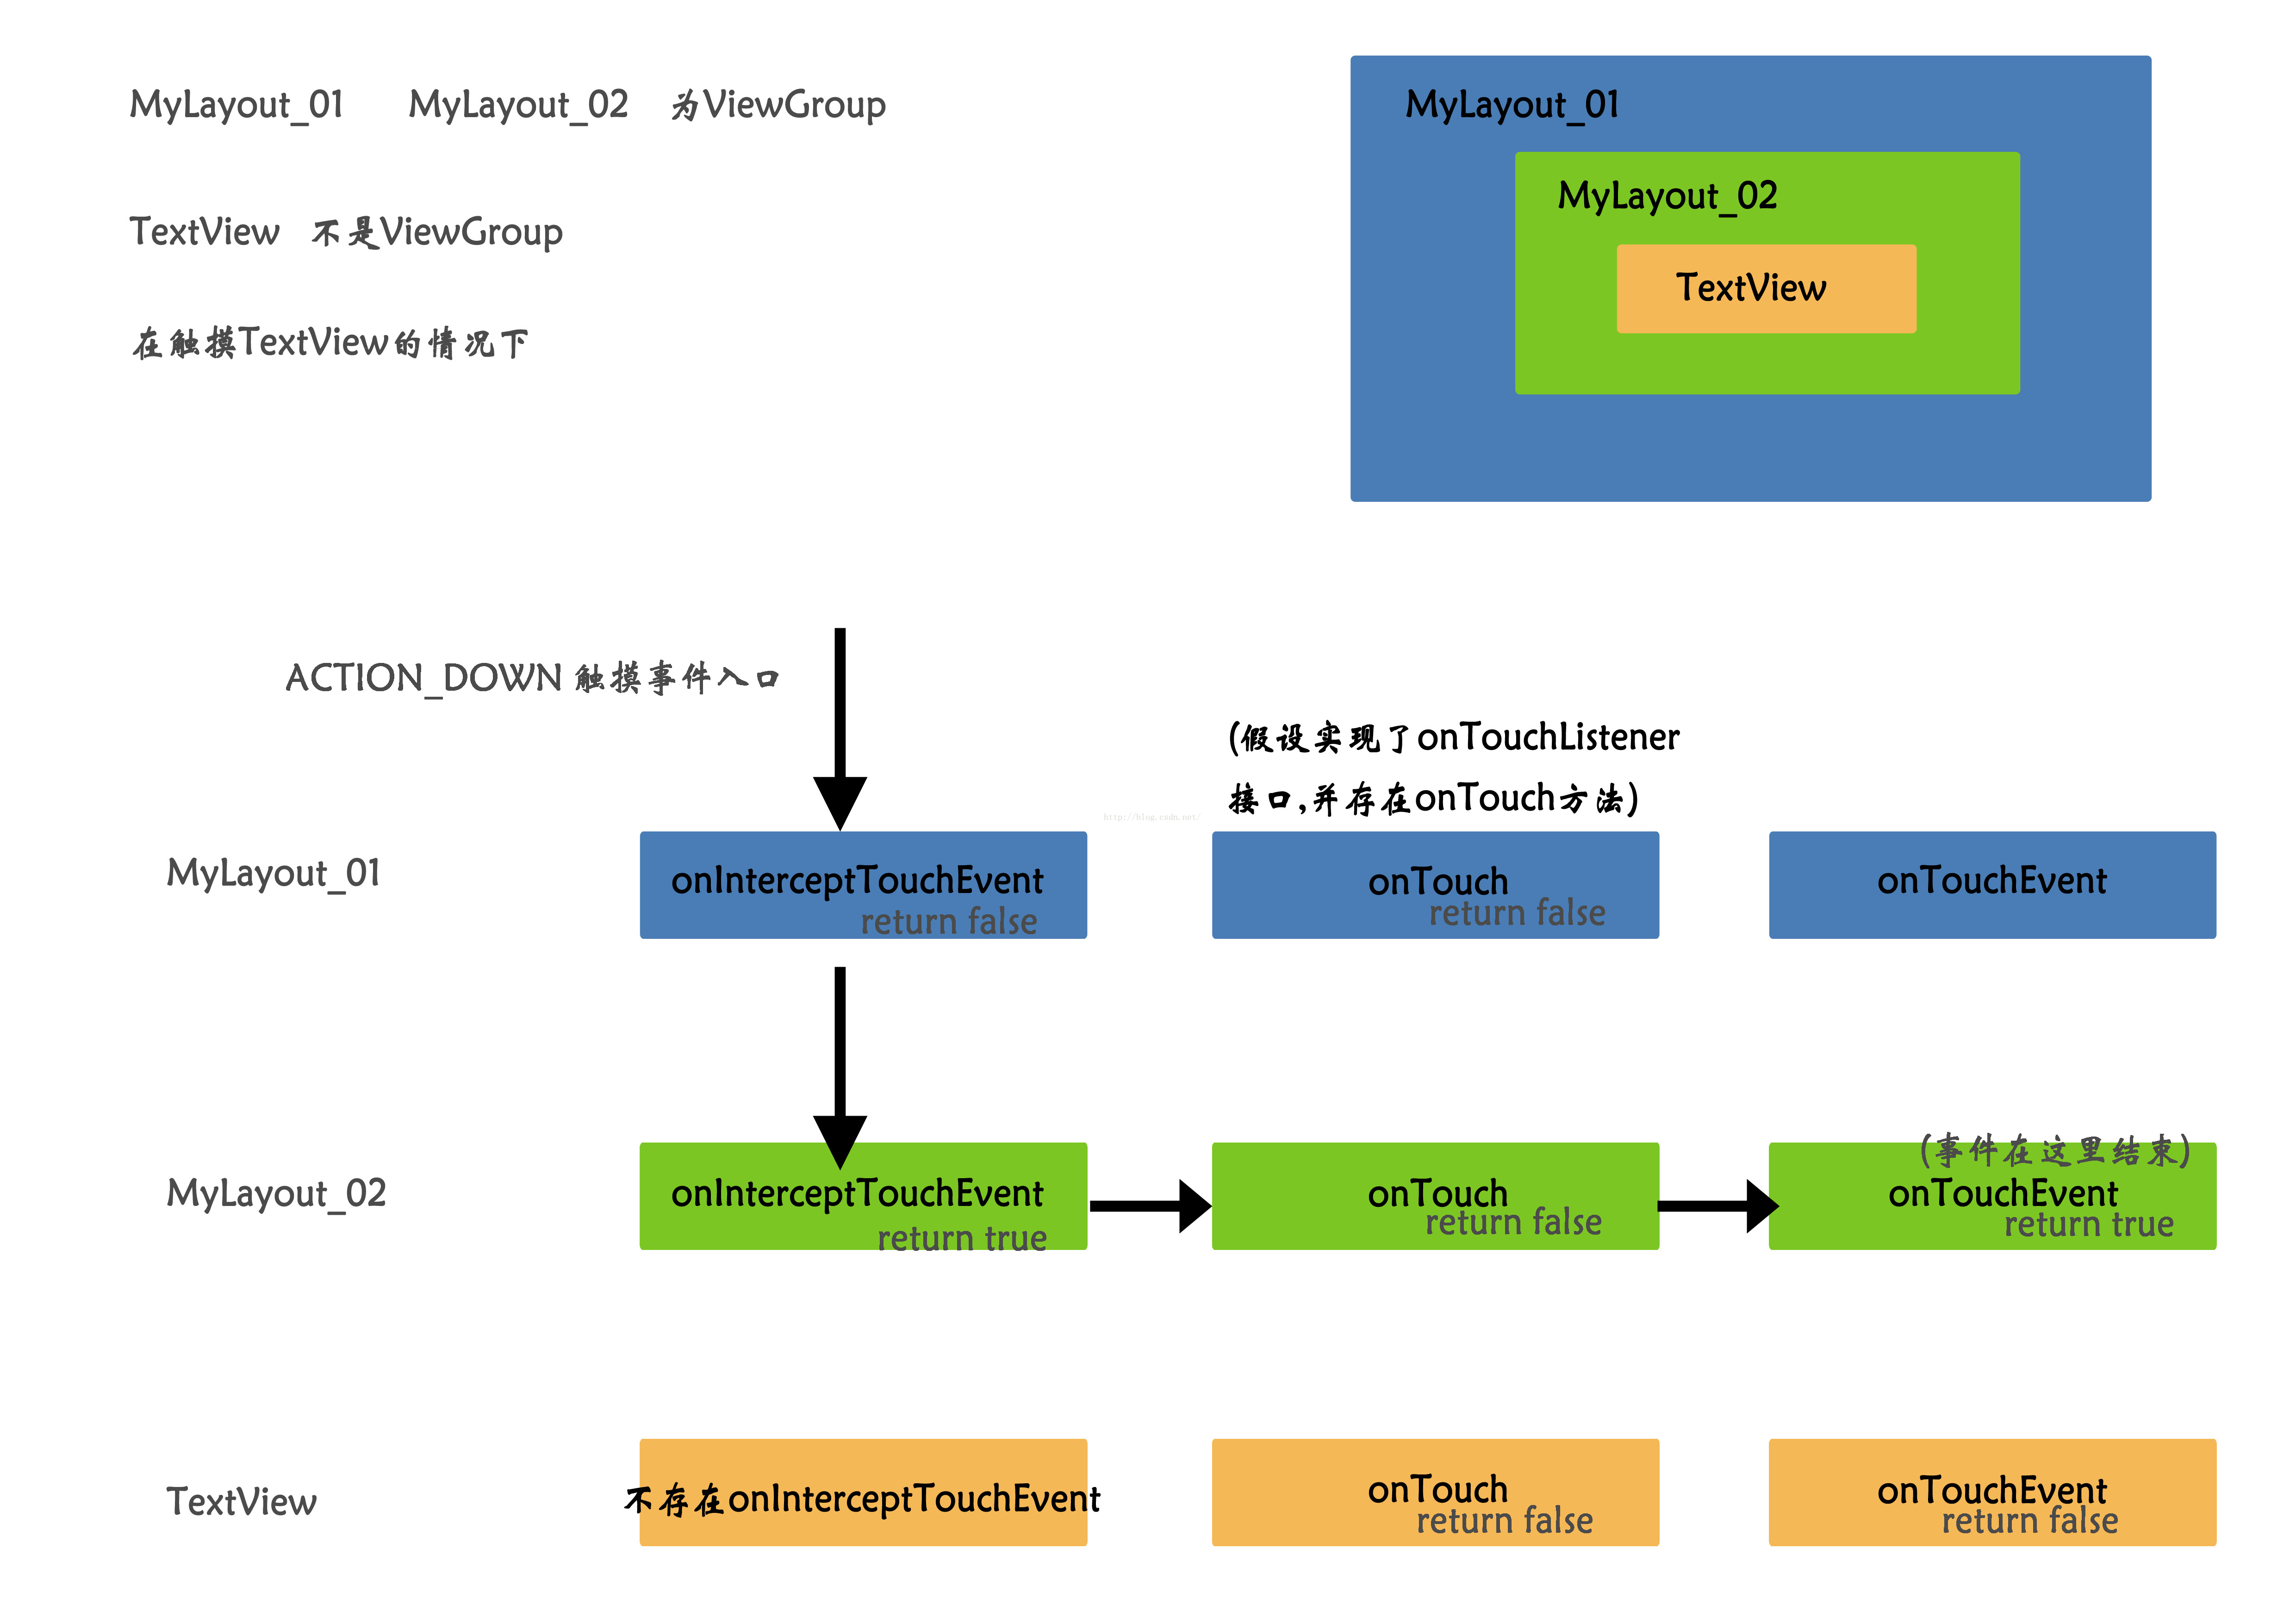 MyLayout_01 MyLayout_02 为ViewGroup
TextView 不是ViewGroup
在触摸TextView的情况下
MyLayout_01
MyLayout_02
TextView
ACTION_DOWN 触摸事件入口
(假设实现了onTouchListener
接口,并存在onTouch方法)
http://blog.csdn.net/
MyLayout_01
onInterceptTouchEvent
return false
onTouch
return false
onTouchEvent
MyLayout_02
onInterceptTouchEvent
return true
onTouch
return false
(事件在这里结束)
onTouchEvent
return true
TextView
不存在onInterceptTouchEvent
onTouch
return false
onTouchEvent
return false